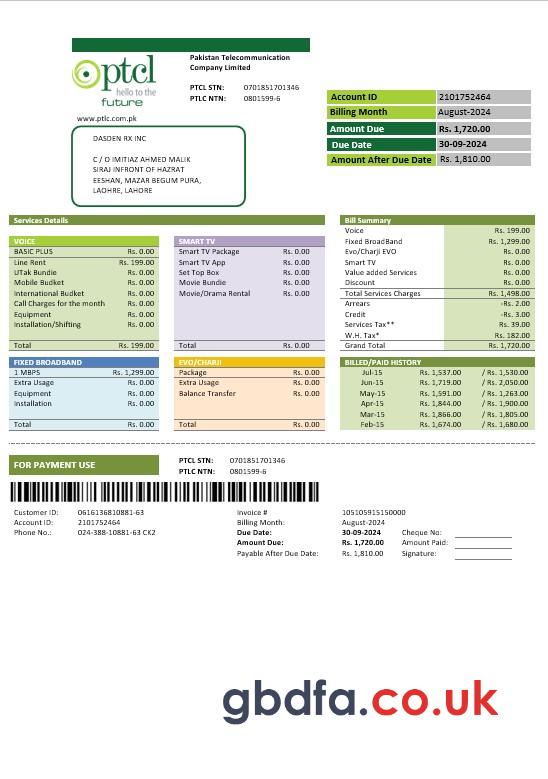 ptcl
hello to the
future
www.ptcl.com.pk
Pakistan Telecommunication
Company Limited
PTCL STN: 0701851701346
PTLC NTN: 0801599-6
Account ID 2101752464
Billing Month August-2024
Amount Due Rs. 1,720.00
Due Date 30-09-2024
Amount After Due Date Rs. 1,810.00
DASDEN RX INC
C / O IMITIAZ AHMED MALIK
SIRAJ INFRONT OF HAZRAT
EESHAN, MAZAR BEGUM PURA,
LAOHRE, LAHORE
Services Details
VOICE
BASIC PLUS Rs. 0.00
Line Rent Rs. 199.00
UTak Bundle Rs. 0.00
Mobile Budket Rs. 0.00
International Budket Rs. 0.00
Call Charges for the month Rs. 0.00
Equipment Rs. 0.00
Installation/Shifting Rs. 0.00
Total Rs. 199.00
SMART TV
Smart TV Package Rs. 0.00
Smart TV App Rs. 0.00
Set Top Box Rs. 0.00
Movie Bundle Rs. 0.00
Movie/Drama Rental Rs. 0.00
Total Rs. 0.00
Bill Summary
Voice Rs. 199.00
Fixed BroadBand Rs. 1,299.00
Evo/Charji EVO Rs. 0.00
Smart TV Rs. 0.00
Value added Services Rs. 0.00
Discount Rs. 0.00
Total Services Charges Rs. 1,498.00
Arrears -Rs. 2.00
Credit -Rs. 3.00
Services Tax** Rs. 39.00
W.H. Tax* Rs. 182.00
Grand Total Rs. 1,720.00
FIXED BROADBAND
1 MBPS Rs. 1,299.00
Extra Usage Rs. 0.00
Equipment Rs. 0.00
Installation Rs. 0.00
Total Rs. 0.00
EVO/CHARJI
Package Rs. 0.00
Extra Usage Rs. 0.00
Balance Transfer Rs. 0.00
Total Rs. 0.00
BILLED/PAID HISTORY
Jul-15 Rs. 1,537.00 / Rs. 1,530.00
Jun-15 Rs. 1,719.00 / Rs. 2,050.00
May-15 Rs. 1,591.00 / Rs. 1,263.00
Apr-15 Rs. 1,844.00 / Rs. 1,900.00
Mar-15 Rs. 1,866.00 / Rs. 1,805.00
Feb-15 Rs. 1,674.00 / Rs. 1,680.00
FOR PAYMENT USE
PTCL STN: 0701851701346
PTLC NTN: 0801599-6
Customer ID: 0616136810881-63
Account ID: 2101752464
Phone No.: 024-388-10881-63 CK2
Invoice # 105105915150000
Billing Month: August-2024
Due Date: 30-09-2024 Cheque No:
Amount Due: Rs. 1,720.00 Amount Paid:
Payable After Due Date: Rs. 1,810.00 Signature:
gbdfa.co.uk